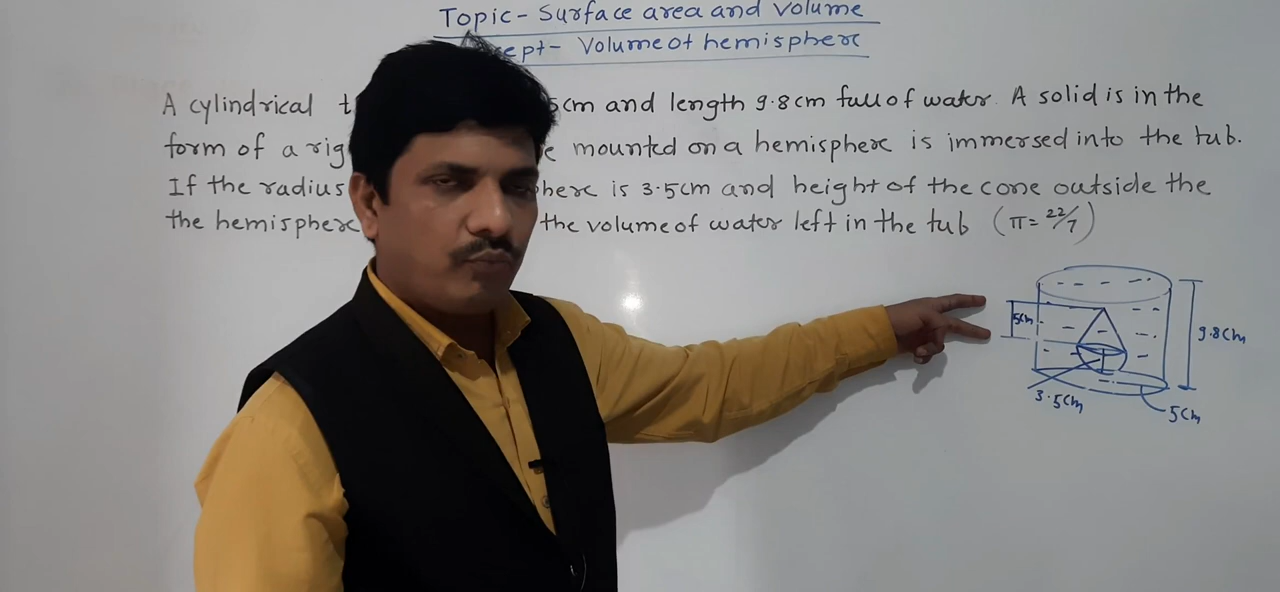 Topic- Surface area and Volume
cept- Volume of hemisphere
A cylindrical t 5cm and length 9.8cm full of water. A solid is in the
form of a rig e mounted on a hemisphere is immersed into the tub.
If the radius here is 3.5cm and height of the cone outside the
the hemisphere the volume of water left in the tub (π= 22/7)
5cm
9.8cm
3.5cm
5cm